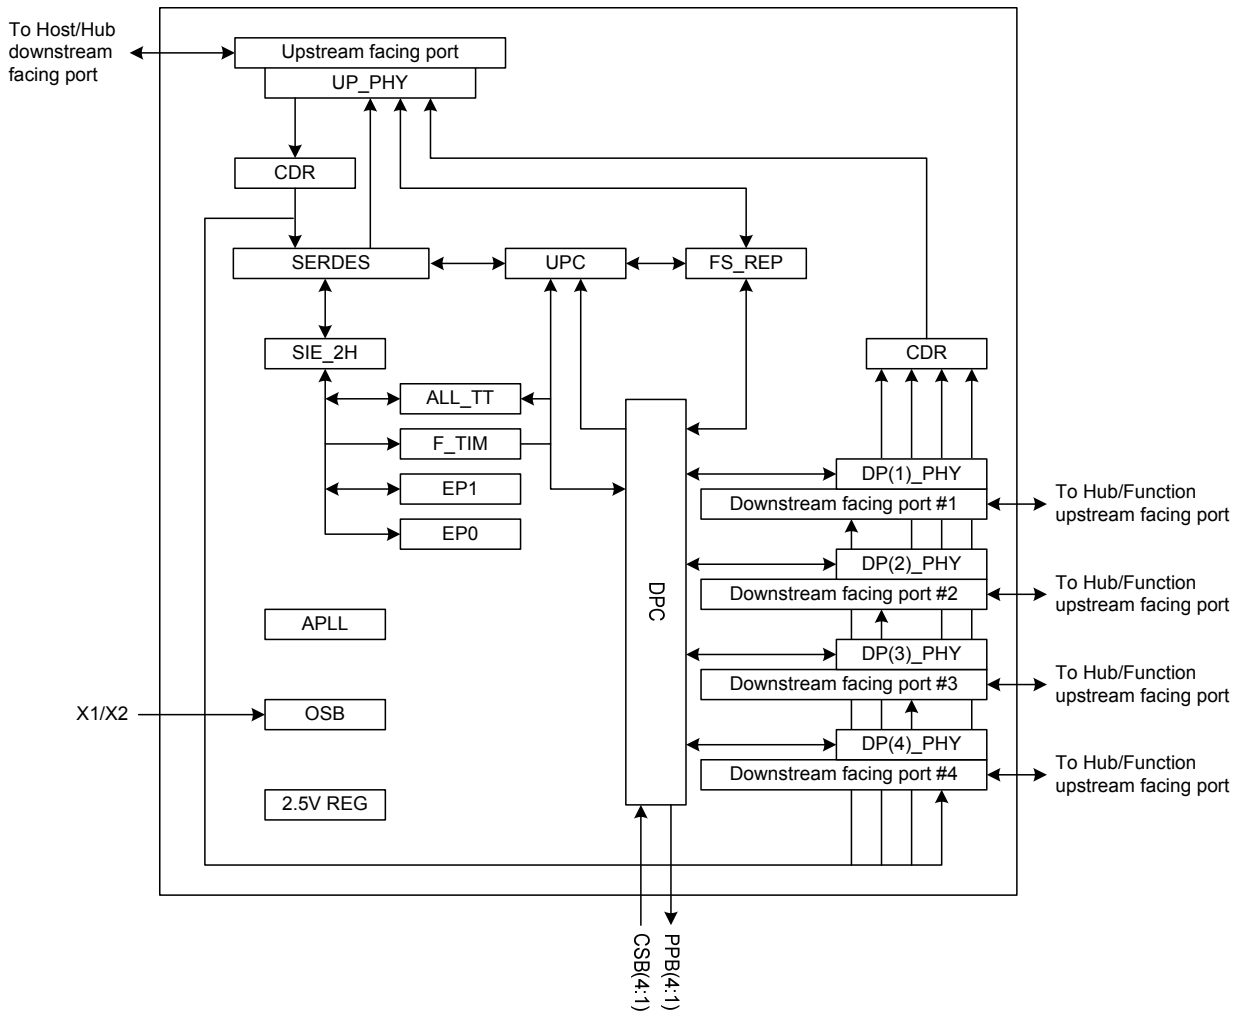 To Host/Hub
downstream
facing port
Upstream facing port
UP_PHY
CDR
SERDES
UPC
FS_REP
SIE_2H
CDR
ALL_TT
F_TIM
EP1
EP0
DP(1)_PHY
Downstream facing port #1
To Hub/Function
upstream facing port
DP(2)_PHY
Downstream facing port #2
To Hub/Function
upstream facing port
DPC
APLL
DP(3)_PHY
Downstream facing port #3
To Hub/Function
upstream facing port
X1/X2
OSB
DP(4)_PHY
Downstream facing port #4
To Hub/Function
upstream facing port
2.5V REG
CSB(4:1)
PPB(4:1)